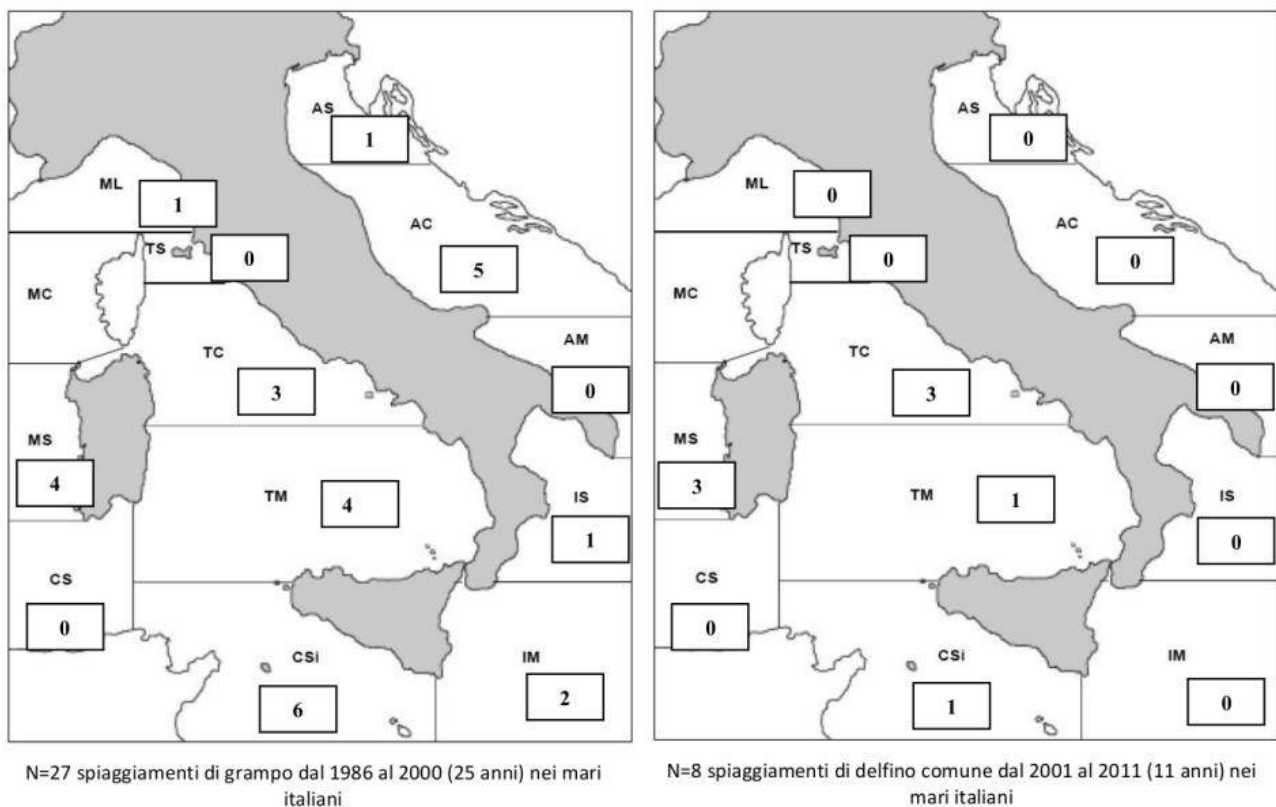 AS
1
ML
1
TS
0
AC
5
MC
AM
0
TC
3
MS
4
TM
4
IS
1
CS
0
CSi
6
IM
2
N=27 spiaggiamenti di grampo dal 1986 al 2000 (25 anni) nei mari
italiani
AS
0
ML
0
TS
0
AC
0
MC
AM
0
TC
3
MS
3
TM
1
IS
0
CS
0
CSi
1
IM
0
N=8 spiaggiamenti di delfino comune dal 2001 al 2011 (11 anni) nei
mari italiani